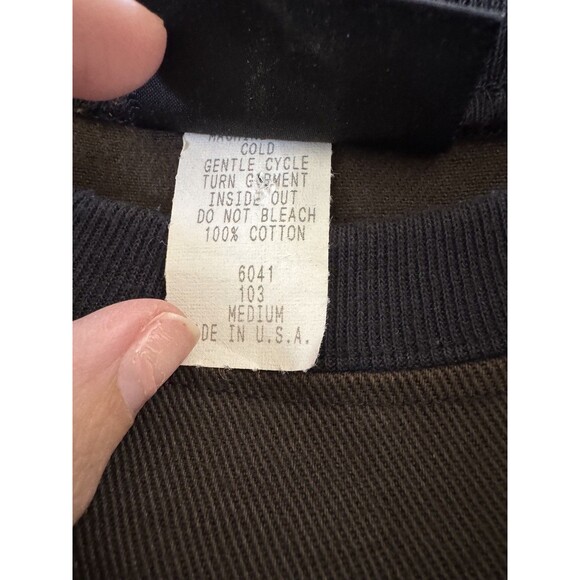 COLD
GENTLE CYCLE
TURN GARMENT
INSIDE OUT
DO NOT BLEACH
100% COTTON
6041
103
MEDIUM
DE IN U.S.A.